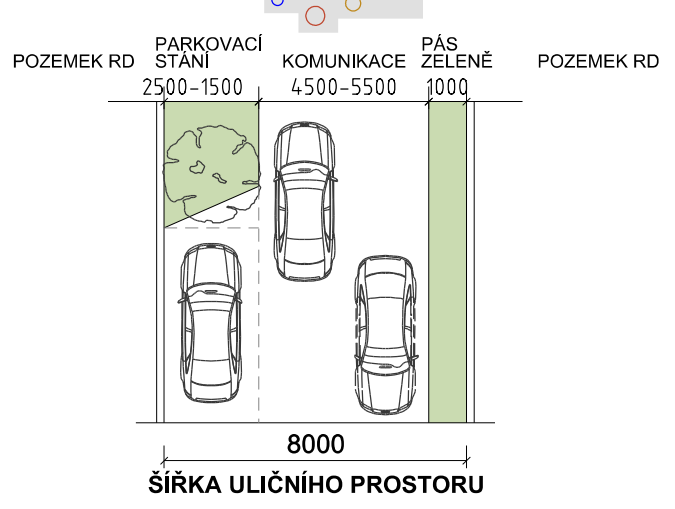 POZEMEK RD
PARKOVACÍ
STÁNÍ
KOMUNIKACE
PÁS
ZELENĚ
POZEMEK RD
2500-1500
4500-5500
1000
8000
ŠÍŘKA ULIČNÍHO PROSTORU